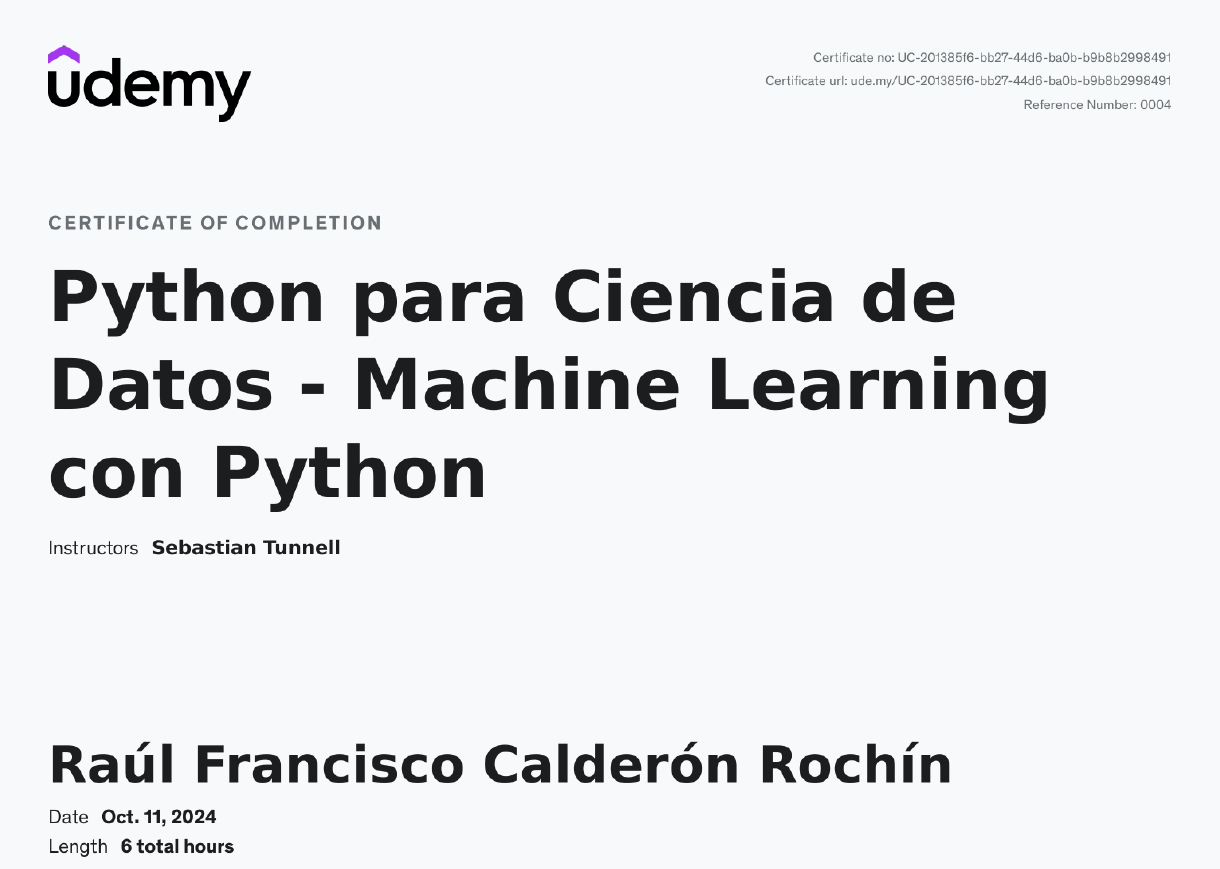 udemy
Certificate no: UC-201385f6-bb27-44d6-ba0b-b9b8b2998491
Certificate url: ude.my/UC-201385f6-bb27-44d6-ba0b-b9b8b2998491
Reference Number: 0004
CERTIFICATE OF COMPLETION
Python para Ciencia de
Datos - Machine Learning
con Python
Instructors Sebastian Tunnell
Raúl Francisco Calderón Rochín
Date Oct. 11, 2024
Length 6 total hours